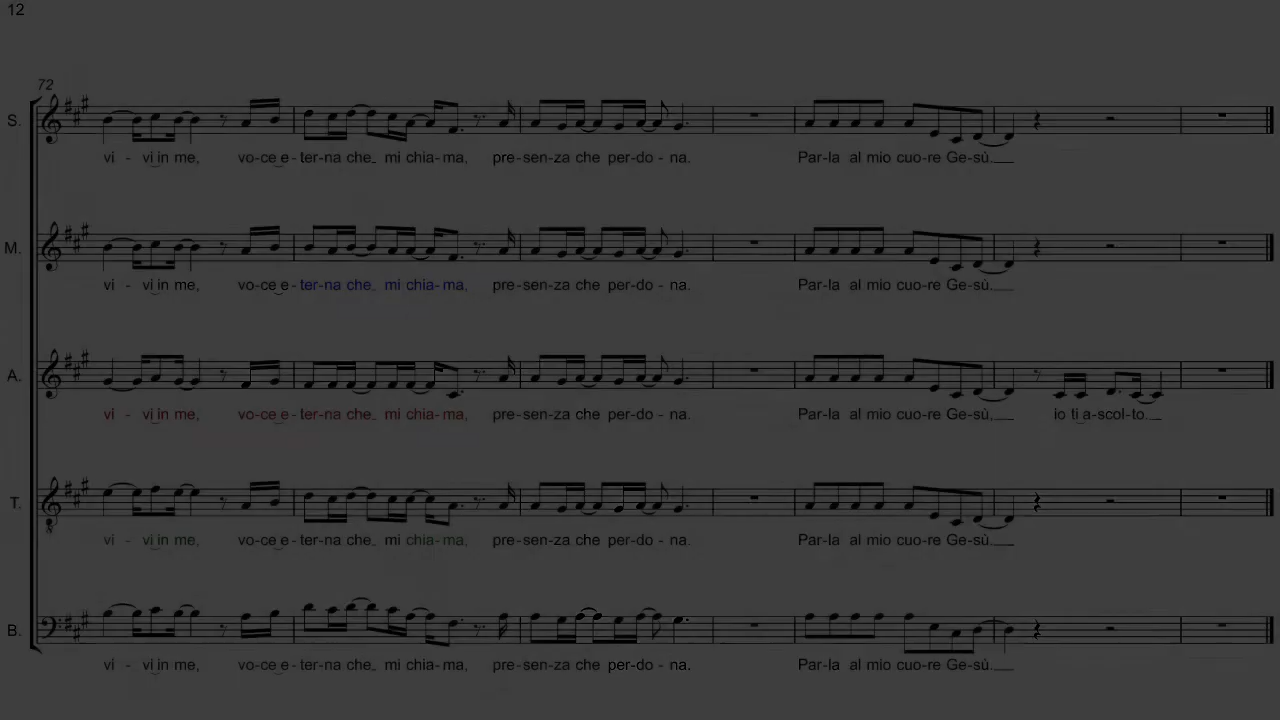 12
72
S.
vi - vi in me, vo-ce e-ter-na che mi chia-ma, pre-sen-za che per-do-na. Par-la al mio cuo-re Ge-sù.
M.
vi - vi in me, vo-ce e-ter-na che mi chia-ma, pre-sen-za che per-do-na. Par-la al mio cuo-re Ge-sù.
A.
vi - vi in me, vo-ce e-ter-na che mi chia-ma, pre-sen-za che per-do-na. Par-la al mio cuo-re Ge-sù, io ti a-scol-to.
T.
vi - vi in me, vo-ce e-ter-na che mi chia-ma, pre-sen-za che per-do-na. Par-la al mio cuo-re Ge-sù.
B.
vi - vi in me, vo-ce e-ter-na che mi chia-ma, pre-sen-za che per-do-na. Par-la al mio cuo-re Ge-sù.